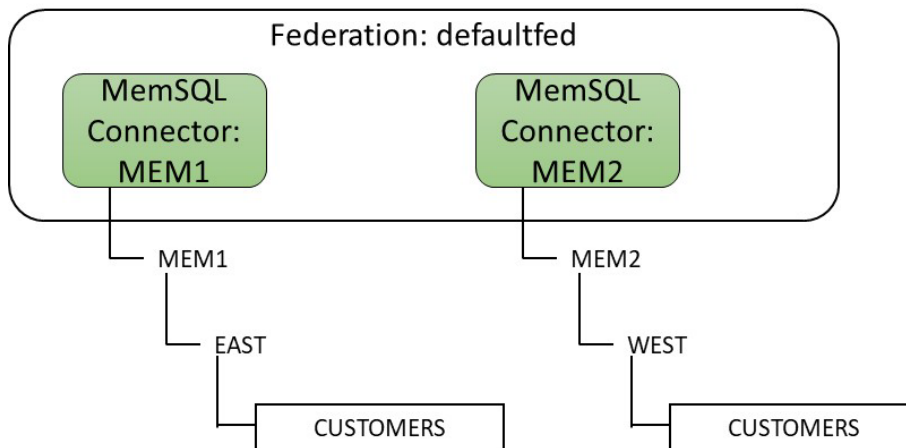 Federation: defaultfed
MemSQL
Connector:
MEM1
MemSQL
Connector:
MEM2
MEM1
MEM2
EAST
WEST
CUSTOMERS
CUSTOMERS